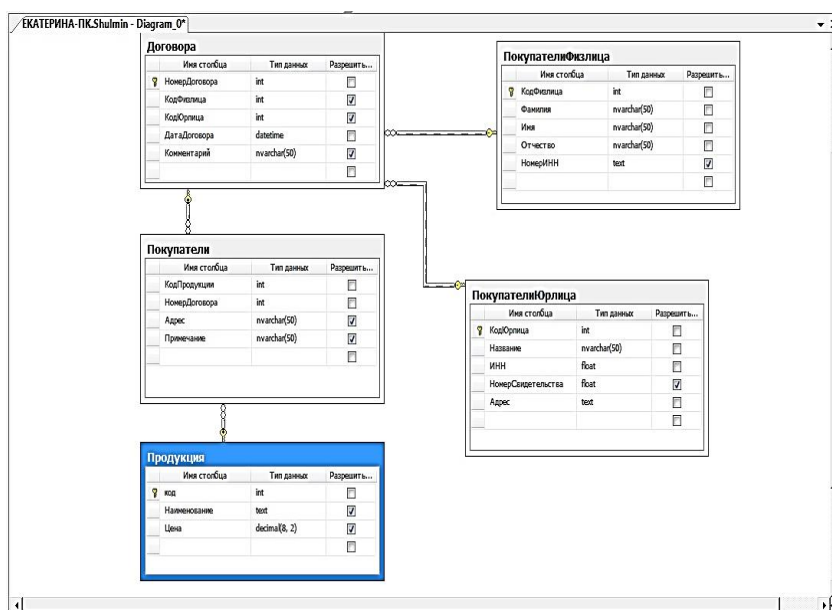 ЕКАТЕРИНА-ПК.Shulmin - Diagram_0*
Договора
Имя столбца Тип данных Разрешить...
НомерДоговора int
КодФизлица int
КодЮрлица int
ДатаДоговора datetime
Комментарий nvarchar(50)
ПокупателиФизлица
Имя столбца Тип данных Разрешить...
КодФизлица int
Фамилия nvarchar(50)
Имя nvarchar(50)
Отчество nvarchar(50)
НомерИНН text
Покупатели
Имя столбца Тип данных Разрешить...
КодПродукции int
НомерДоговора int
Адрес nvarchar(50)
Примечание nvarchar(50)
ПокупателиЮрлица
Имя столбца Тип данных Разрешить...
КодЮрлица int
Название nvarchar(50)
ИНН float
НомерСвидетельства float
Адрес text
Продукция
Имя столбца Тип данных Разрешить...
код int
Наименование text
Цена decimal(8, 2)